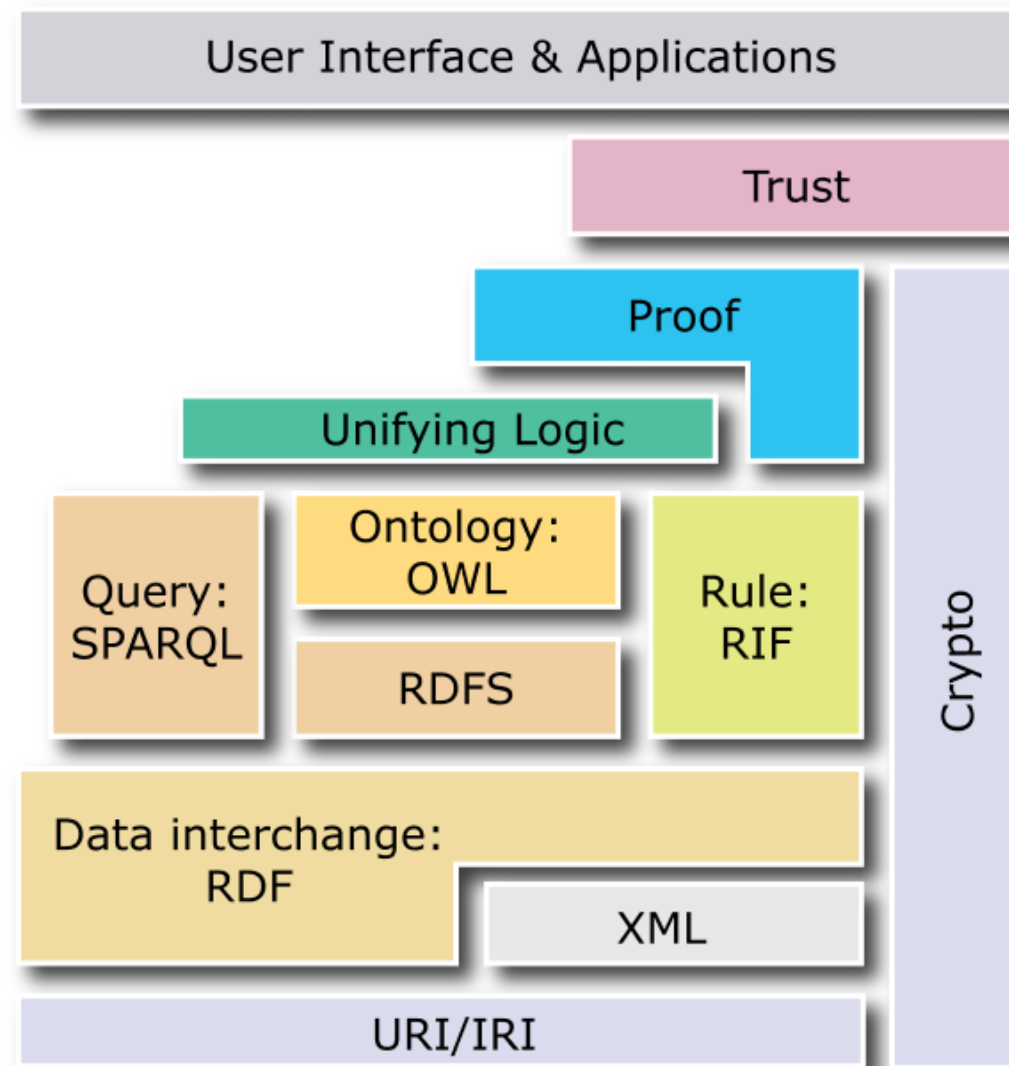 User Interface & Applications
Trust
Proof
Unifying Logic
Query:
SPARQL
Ontology:
OWL
RDFS
Rule:
RIF
Crypto
Data interchange:
RDF
XML
URI/IRI